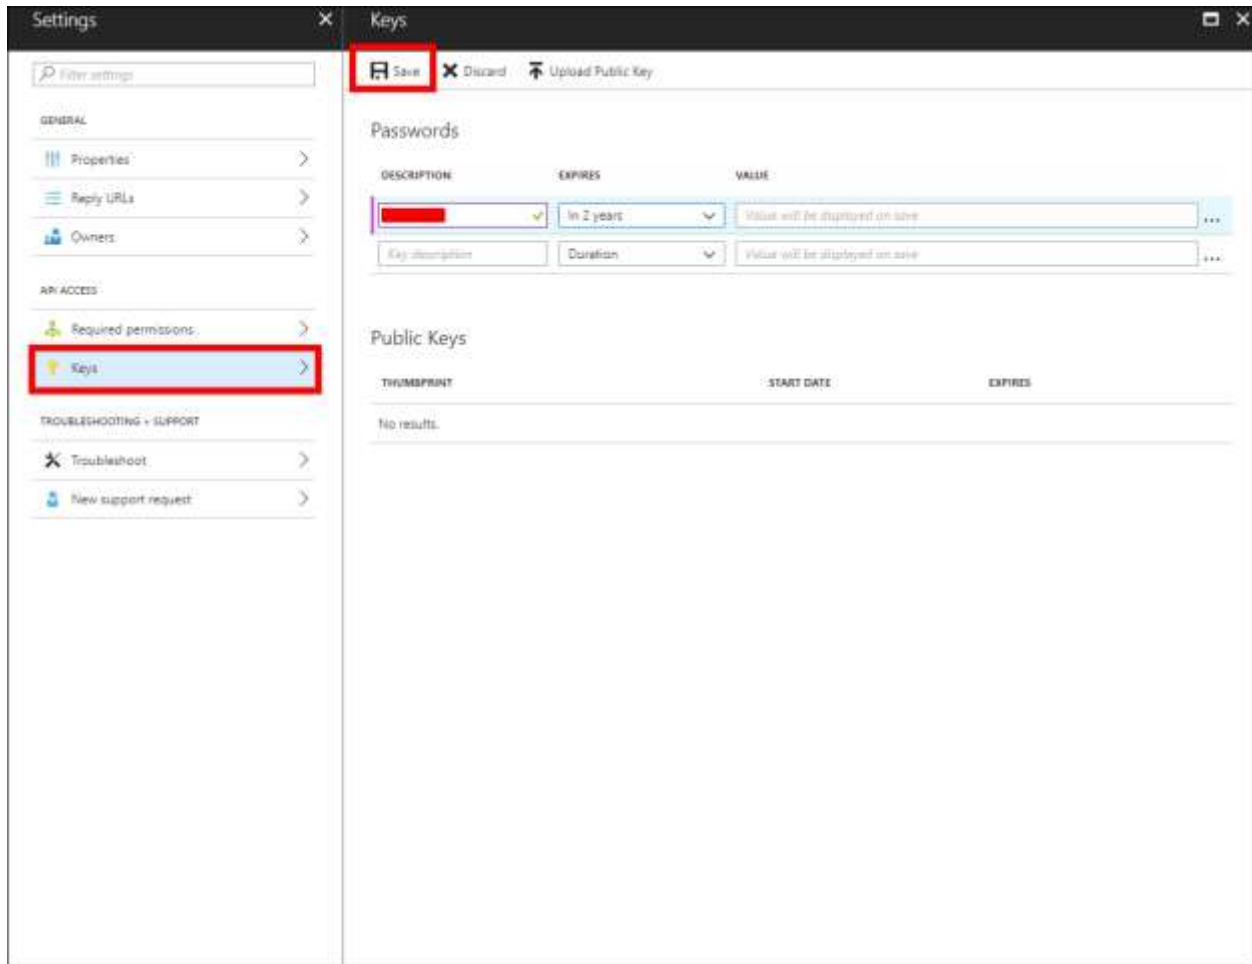 Settings
Filter settings
GENERAL
Properties
Reply URLs
Owners
API ACCESS
Required permissions
Keys
TROUBLESHOOTING + SUPPORT
Troubleshoot
New support request
Keys
Save Discard Upload Public Key
Passwords
DESCRIPTION EXPIRES VALUE
In 2 years Value will be displayed on save ...
Key description Duration Value will be displayed on save ...
Public Keys
THUMBPRINT START DATE EXPIRES
No results.